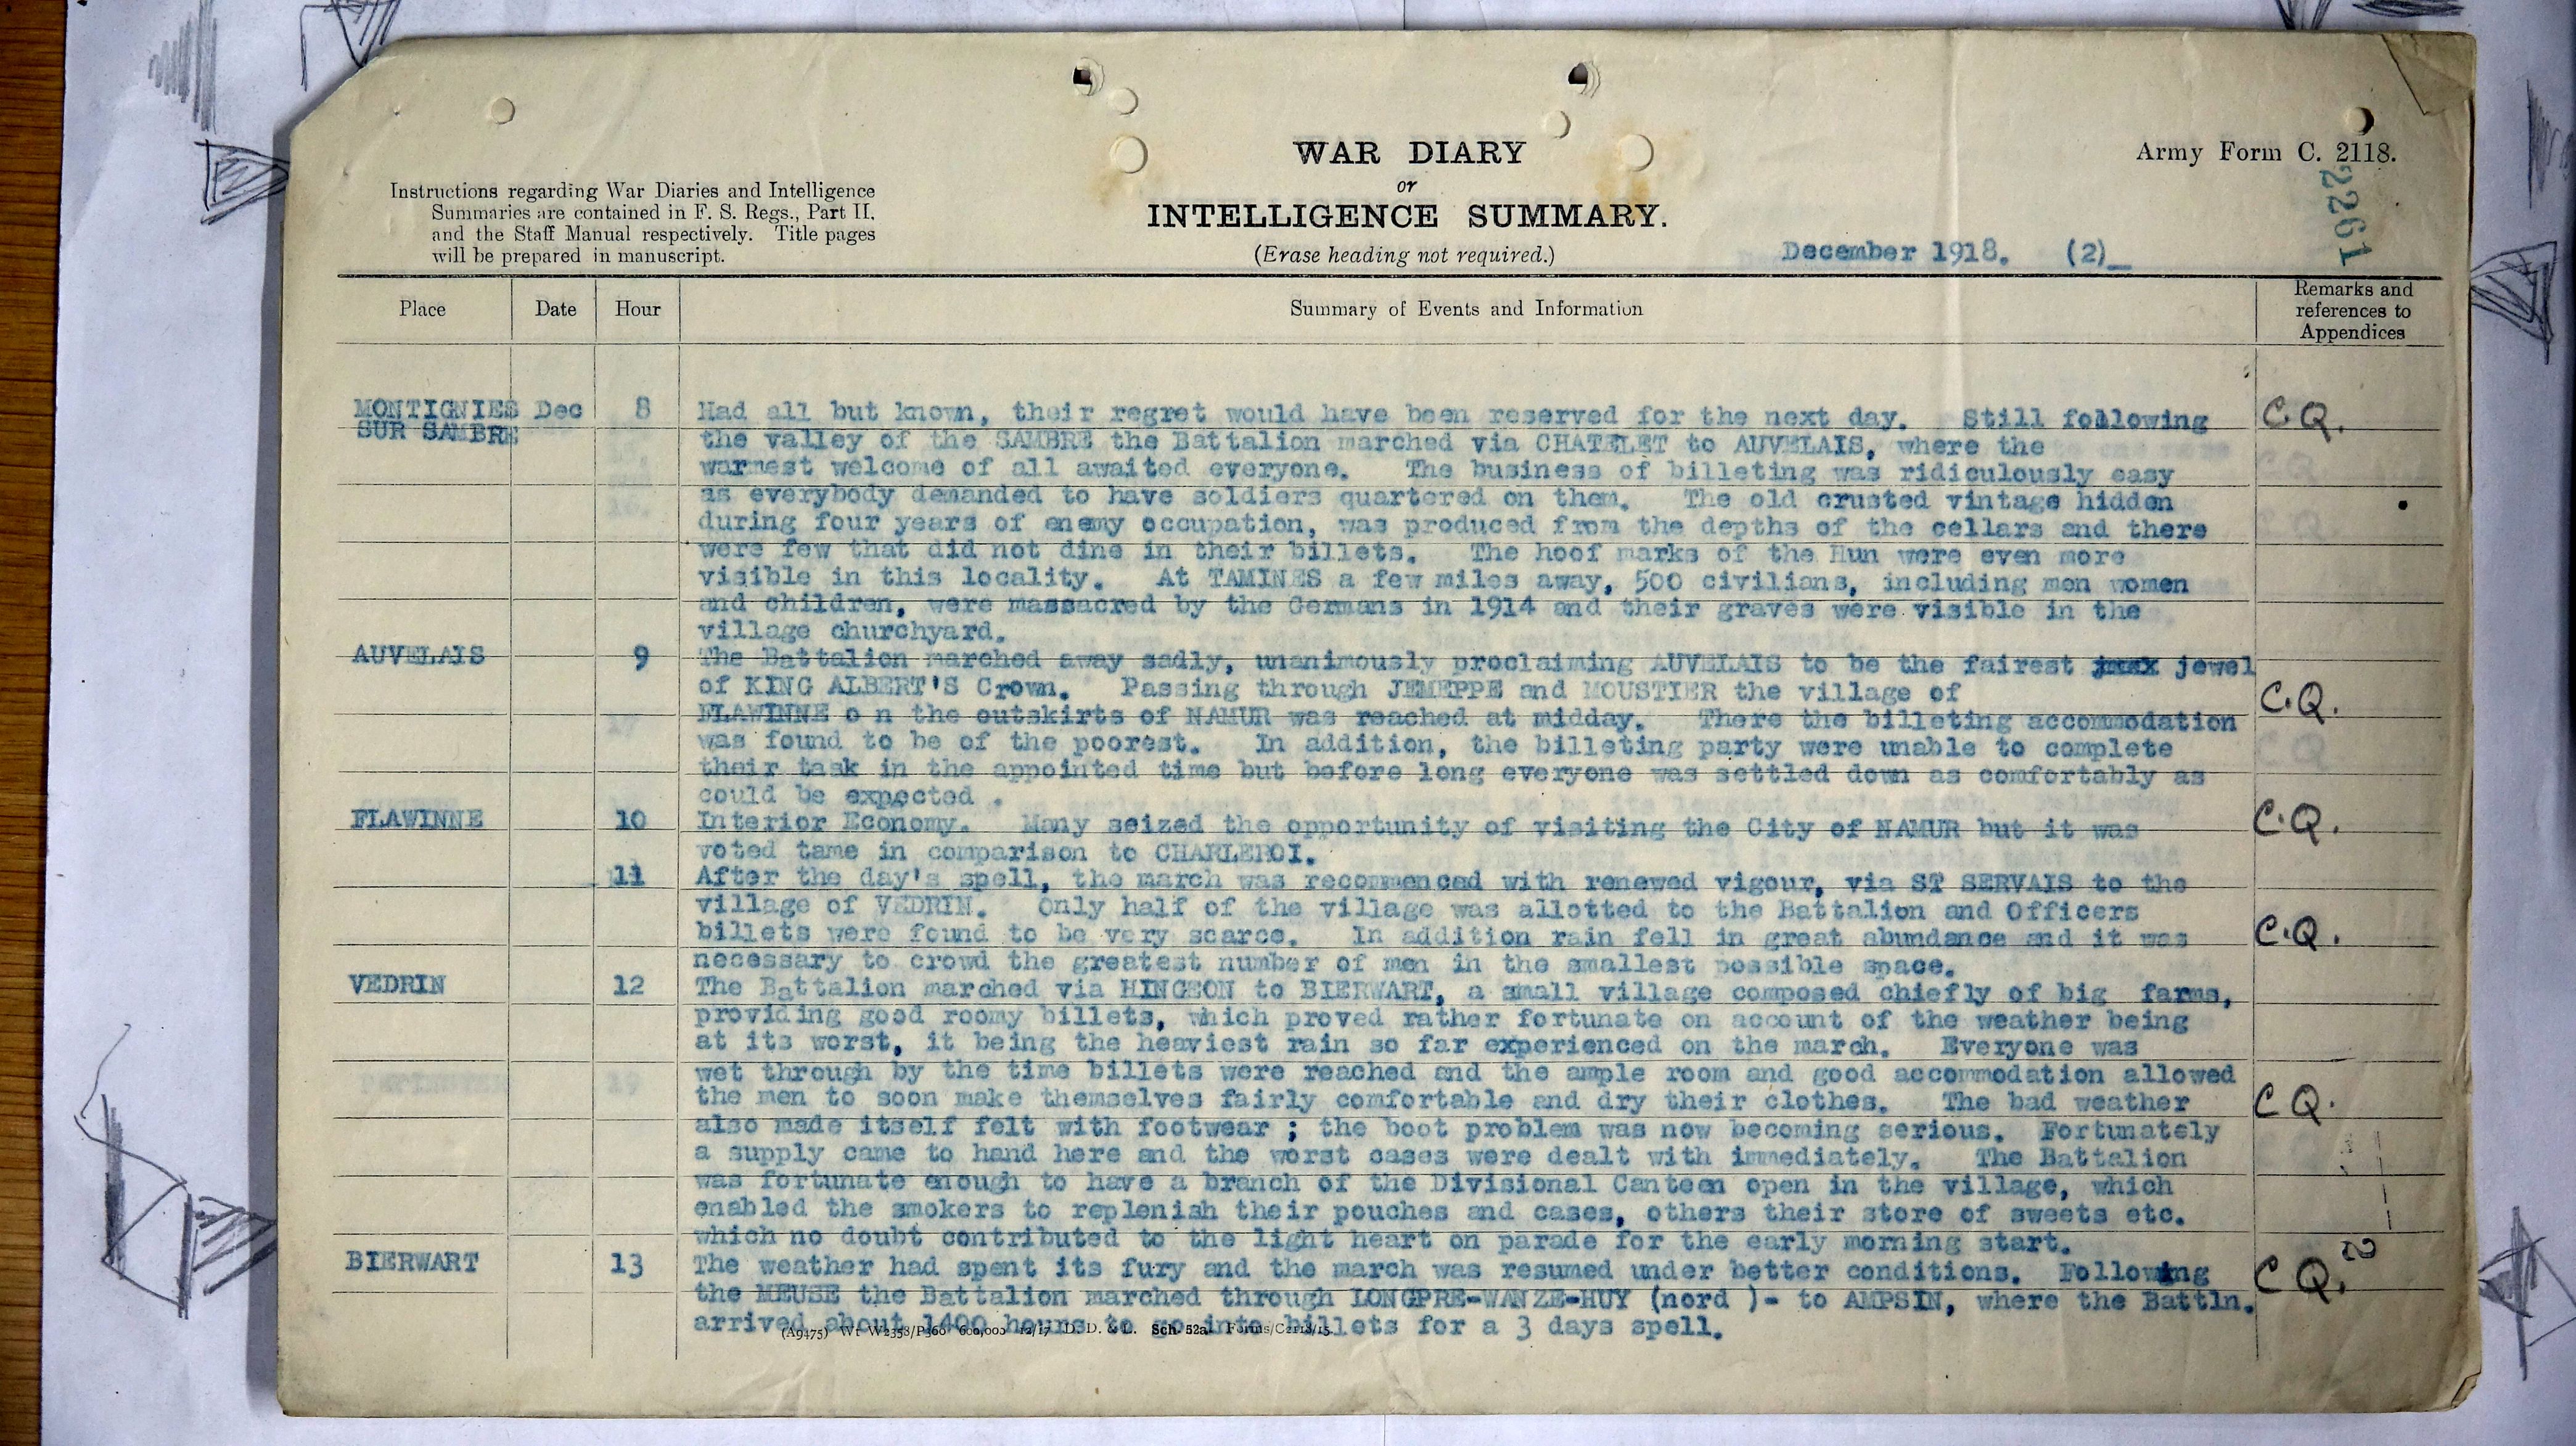 WAR DIARY
or
INTELLIGENCE SUMMARY.
(Erase heading not required.)
Army Form C. 2118.
2261
Instructions regarding War Diaries and Intelligence
Summaries are contained in F. S. Regs., Part II,
and the Staff Manual respectively. Title pages
will be prepared in manuscript.
December 1918. (2)_
Place Date Hour Summary of Events and Information Remarks and references to Appendices
MONTIGNIES Dec 8 Had all but known, their regret would have been reserved for the next day. Still following C.Q.
SUR SAMBRE the valley of the SAMBRE the Battalion marched via CHATELET to AUVELAIS, where the
warmest welcome of all awaited everyone. The business of billeting was ridiculously easy
as everybody demanded to have soldiers quartered on them. The old crusted vintage hidden
during four years of enemy occupation, was produced from the depths of the cellars and there
were few that did not dine in their billets. The hoof marks of the Hun were even more
visible in this locality. At TAMINES a few miles away, 500 civilians, including men women
and children, were massacred by the Germans in 1914 and their graves were visible in the
village churchyard.
AUVELAIS 9 The Battalion marched away sadly, unanimously proclaiming AUVELAIS to be the fairest jewel
of KING ALBERT'S Crown. Passing through JEMEPPE and MOUSTIER the village of C.Q.
FLAWINNE o n the outskirts of NAMUR was reached at midday. There the billeting accommodation
was found to be of the poorest. In addition, the billeting party were unable to complete
their task in the appointed time but before long everyone was settled down as comfortably as
could be expected .
FLAWINNE 10 Interior Economy. Many seized the opportunity of visiting the City of NAMUR but it was C.Q.
voted tame in comparison to CHARLEROI.
11 After the day's spell, the march was recommenced with renewed vigour, via ST SERVAIS to the
village of VEDRIN. Only half of the village was allotted to the Battalion and Officers
billets were found to be very scarce. In addition rain fell in great abundance and it was C.Q.
necessary to crowd the greatest number of men in the smallest possible space.
VEDRIN 12 The Battalion marched via HINGEON to BIERWART, a small village composed chiefly of big farms,
providing good roomy billets, which proved rather fortunate on account of the weather being
at its worst, it being the heaviest rain so far experienced on the march. Everyone was
wet through by the time billets were reached and the ample room and good accommodation allowed
the men to soon make themselves fairly comfortable and dry their clothes. The bad weather C Q.
also made itself felt with footwear ; the boot problem was now becoming serious. Fortunately
a supply came to hand here and the worst cases were dealt with immediately. The Battalion
was fortunate enough to have a branch of the Divisional Canteen open in the village, which
enabled the smokers to replenish their pouches and cases, others their store of sweets etc.
which no doubt contributed to the light heart on parade for the early morning start.
BIERWART 13 The weather had spent its fury and the march was resumed under better conditions. Following C Q. 2
the MEUSE the Battalion marched through LONGPRE-WANZE-HUY (nord )- to AMPSIN, where the Battln.
arrived about 1400 hours to go into billets for a 3 days spell.
(A9475) Wt W2358/P360 600,000 12/17 D. D. & L. Sch. 52a. Forms/C2118/15.